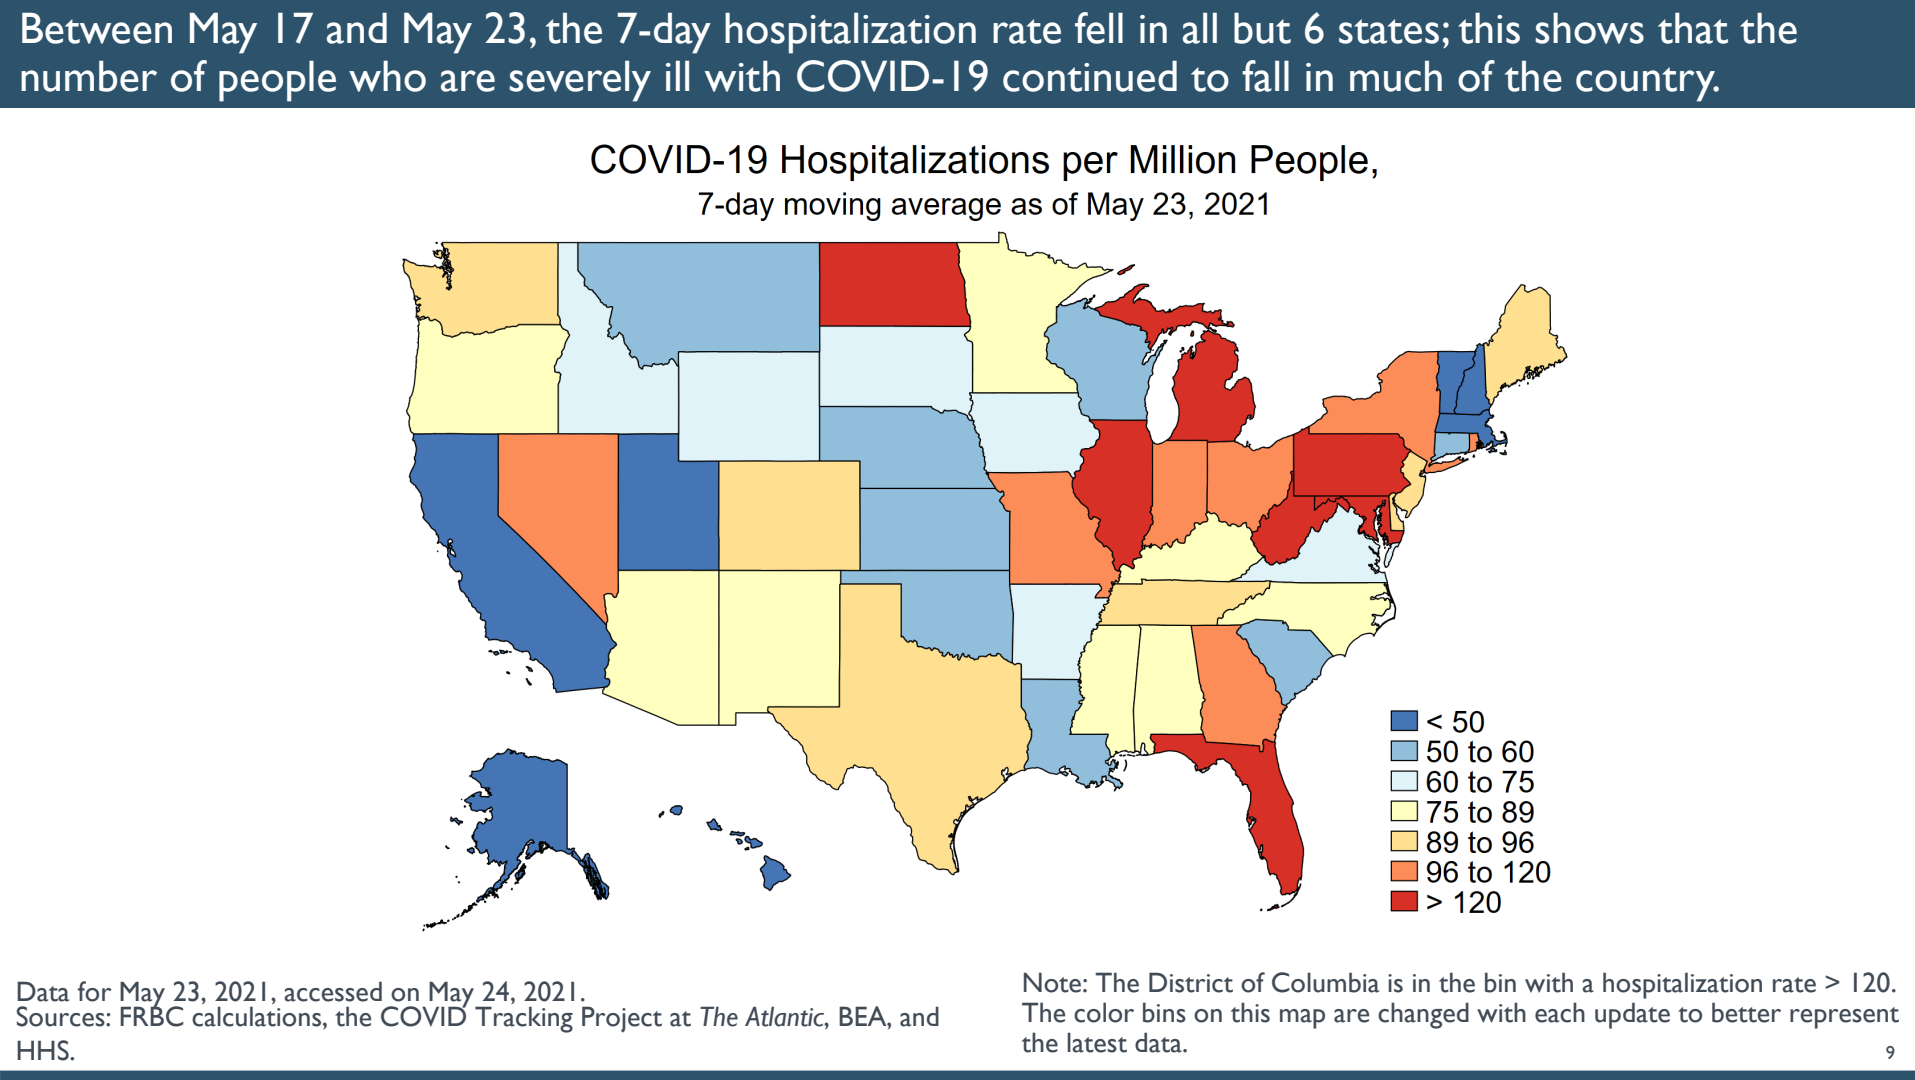 Between May 17 and May 23, the 7-day hospitalization rate fell in all but 6 states; this shows that the
number of people who are severely ill with COVID-19 continued to fall in much of the country.
COVID-19 Hospitalizations per Million People,
7-day moving average as of May 23, 2021
< 50
50 to 60
60 to 75
75 to 89
89 to 96
96 to 120
> 120
Data for May 23, 2021, accessed on May 24, 2021.
Sources: FRBC calculations, the COVID Tracking Project at The Atlantic, BEA, and
HHS.
Note: The District of Columbia is in the bin with a hospitalization rate > 120.
The color bins on this map are changed with each update to better represent
the latest data.
9